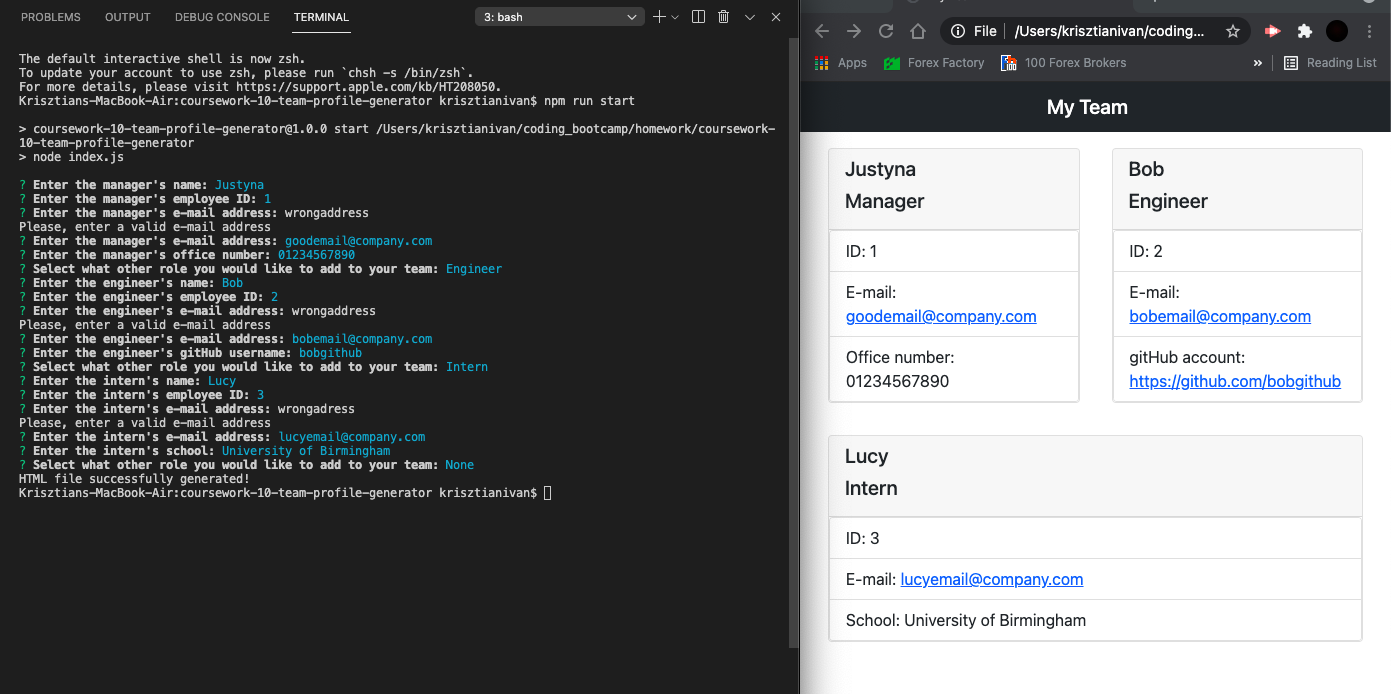 PROBLEMS OUTPUT DEBUG CONSOLE TERMINAL 3: bash
The default interactive shell is now zsh.
To update your account to use zsh, please run `chsh -s /bin/zsh`.
For more details, please visit https://support.apple.com/kb/HT208050.
Krisztians-MacBook-Air:coursework-10-team-profile-generator krisztianivan$ npm run start
> coursework-10-team-profile-generator@1.0.0 start /Users/krisztianivan/coding_bootcamp/homework/coursework-
10-team-profile-generator
> node index.js
? Enter the manager's name: Justyna
? Enter the manager's employee ID: 1
? Enter the manager's e-mail address: wrongaddress
Please, enter a valid e-mail address
? Enter the manager's e-mail address: goodemail@company.com
? Enter the manager's office number: 01234567890
? Select what other role you would like to add to your team: Engineer
? Enter the engineer's name: Bob
? Enter the engineer's employee ID: 2
? Enter the engineer's e-mail address: wrongaddress
Please, enter a valid e-mail address
? Enter the engineer's e-mail address: bobemail@company.com
? Enter the engineer's gitHub username: bobgithub
? Select what other role you would like to add to your team: Intern
? Enter the intern's name: Lucy
? Enter the intern's employee ID: 3
? Enter the intern's e-mail address: wrongadress
Please, enter a valid e-mail address
? Enter the intern's e-mail address: lucyemail@company.com
? Enter the intern's school: University of Birmingham
? Select what other role you would like to add to your team: None
HTML file successfully generated!
Krisztians-MacBook-Air:coursework-10-team-profile-generator krisztianivan$
File /Users/krisztianivan/coding...
Apps Forex Factory 100 Forex Brokers » Reading List
My Team
Justyna
Manager
ID: 1
E-mail:
goodemail@company.com
Office number:
01234567890
Bob
Engineer
ID: 2
E-mail:
bobemail@company.com
gitHub account:
https://github.com/bobgithub
Lucy
Intern
ID: 3
E-mail: lucyemail@company.com
School: University of Birmingham